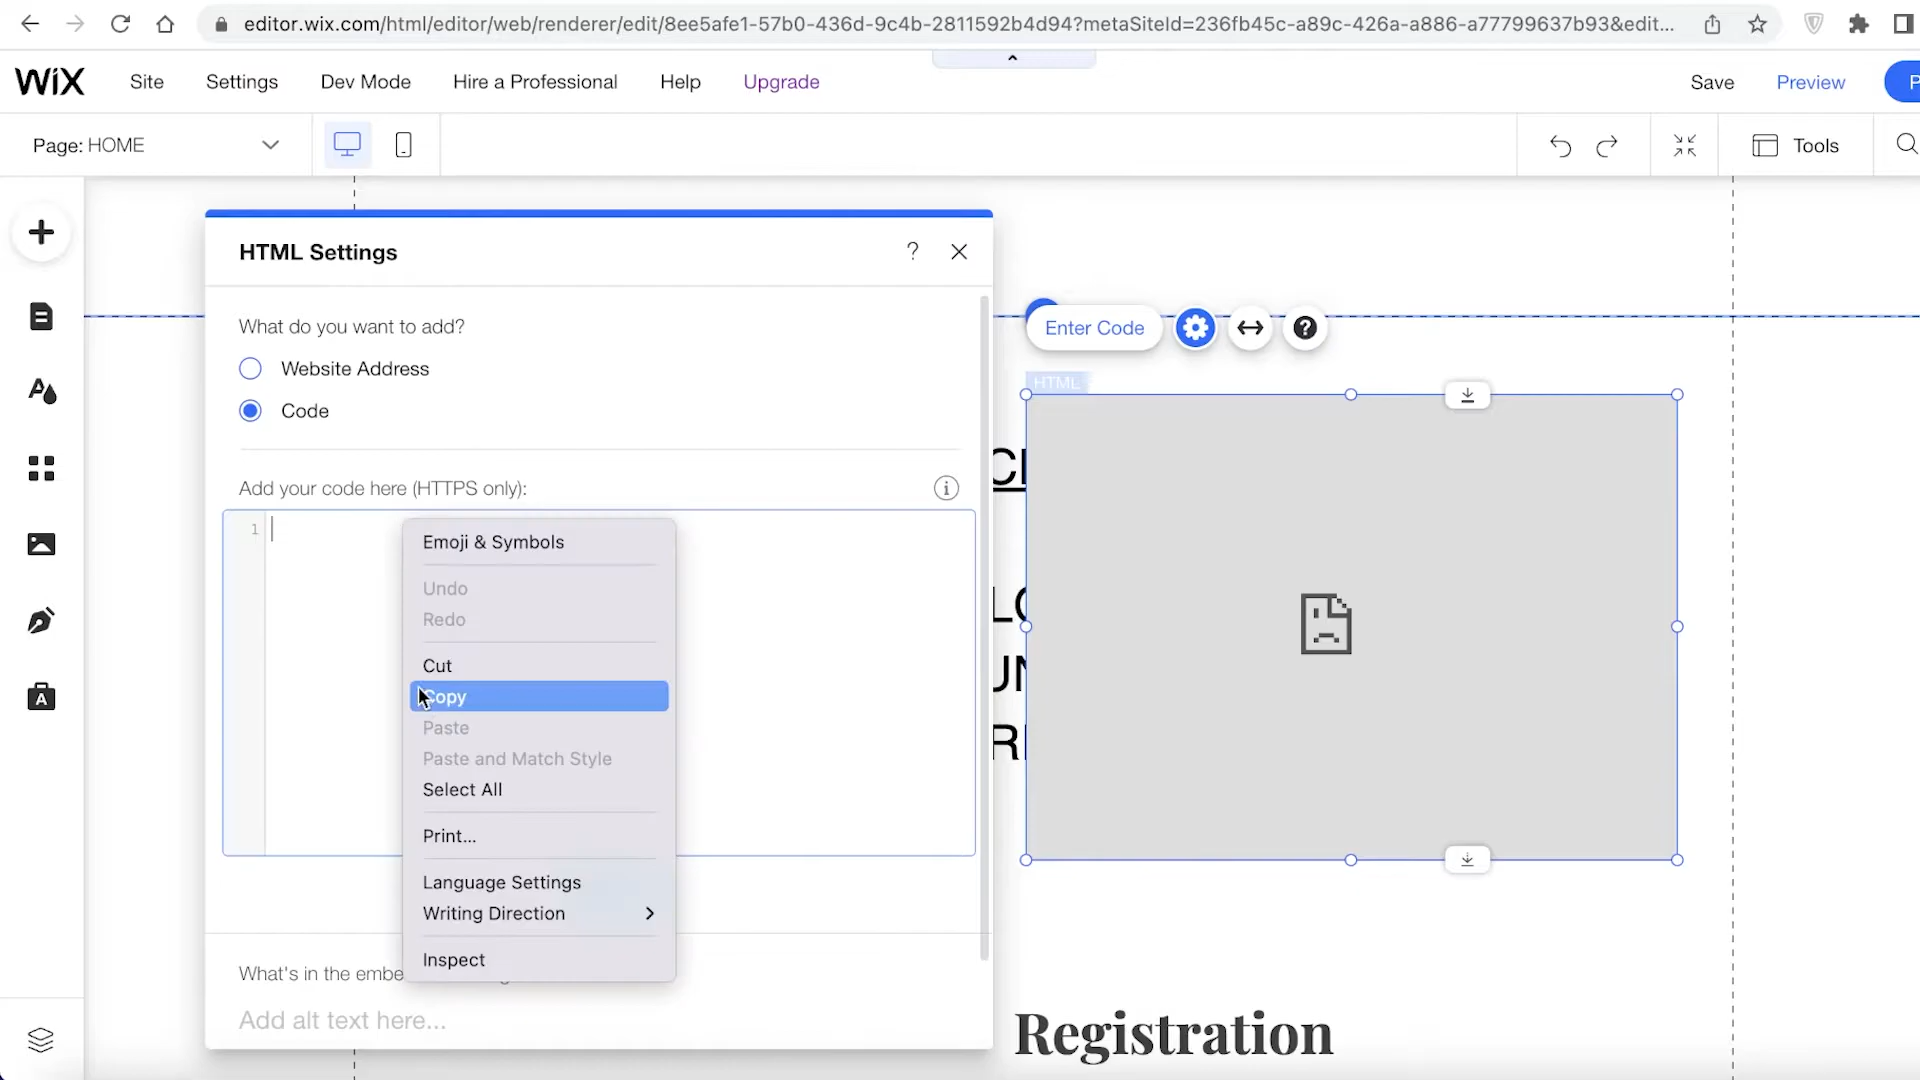 editor.wix.com/html/editor/web/renderer/edit/8ee5afe1-57b0-436d-9c4b-2811592b4d94?metaSiteId=236fb45c-a89c-426a-a886-a77799637b93&edit...
WiX Site Settings Dev Mode Hire a Professional Help Upgrade Save Preview P
Page: HOME Tools
HTML Settings ?
What do you want to add?
Website Address
Code
Enter Code ?
HTML
Add your code here (HTTPS only): i
1
Emoji & Symbols
Undo
Redo
Cut
Copy
Paste
Paste and Match Style
Select All
Print...
Language Settings
Writing Direction
Inspect
What's in the embe
Add alt text here...
A
Registration